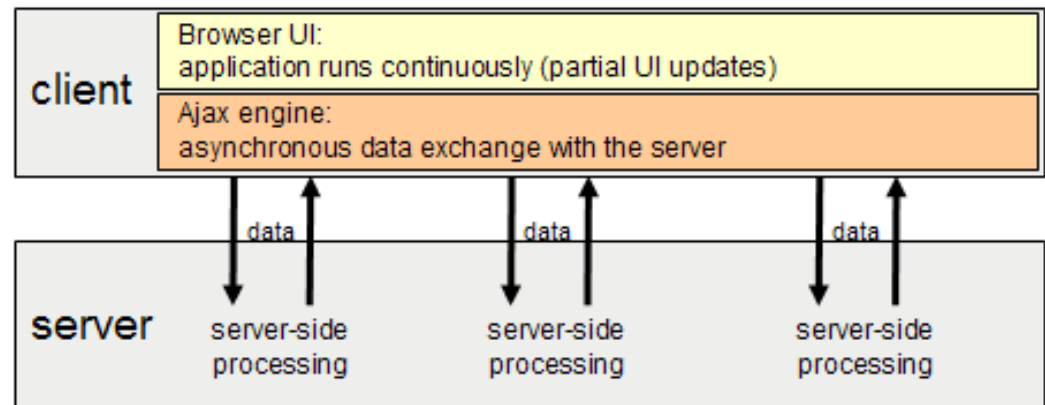 client
Browser UI:
application runs continuously (partial UI updates)
Ajax engine:
asynchronous data exchange with the server
data
data
data
server
server-side
processing
server-side
processing
server-side
processing